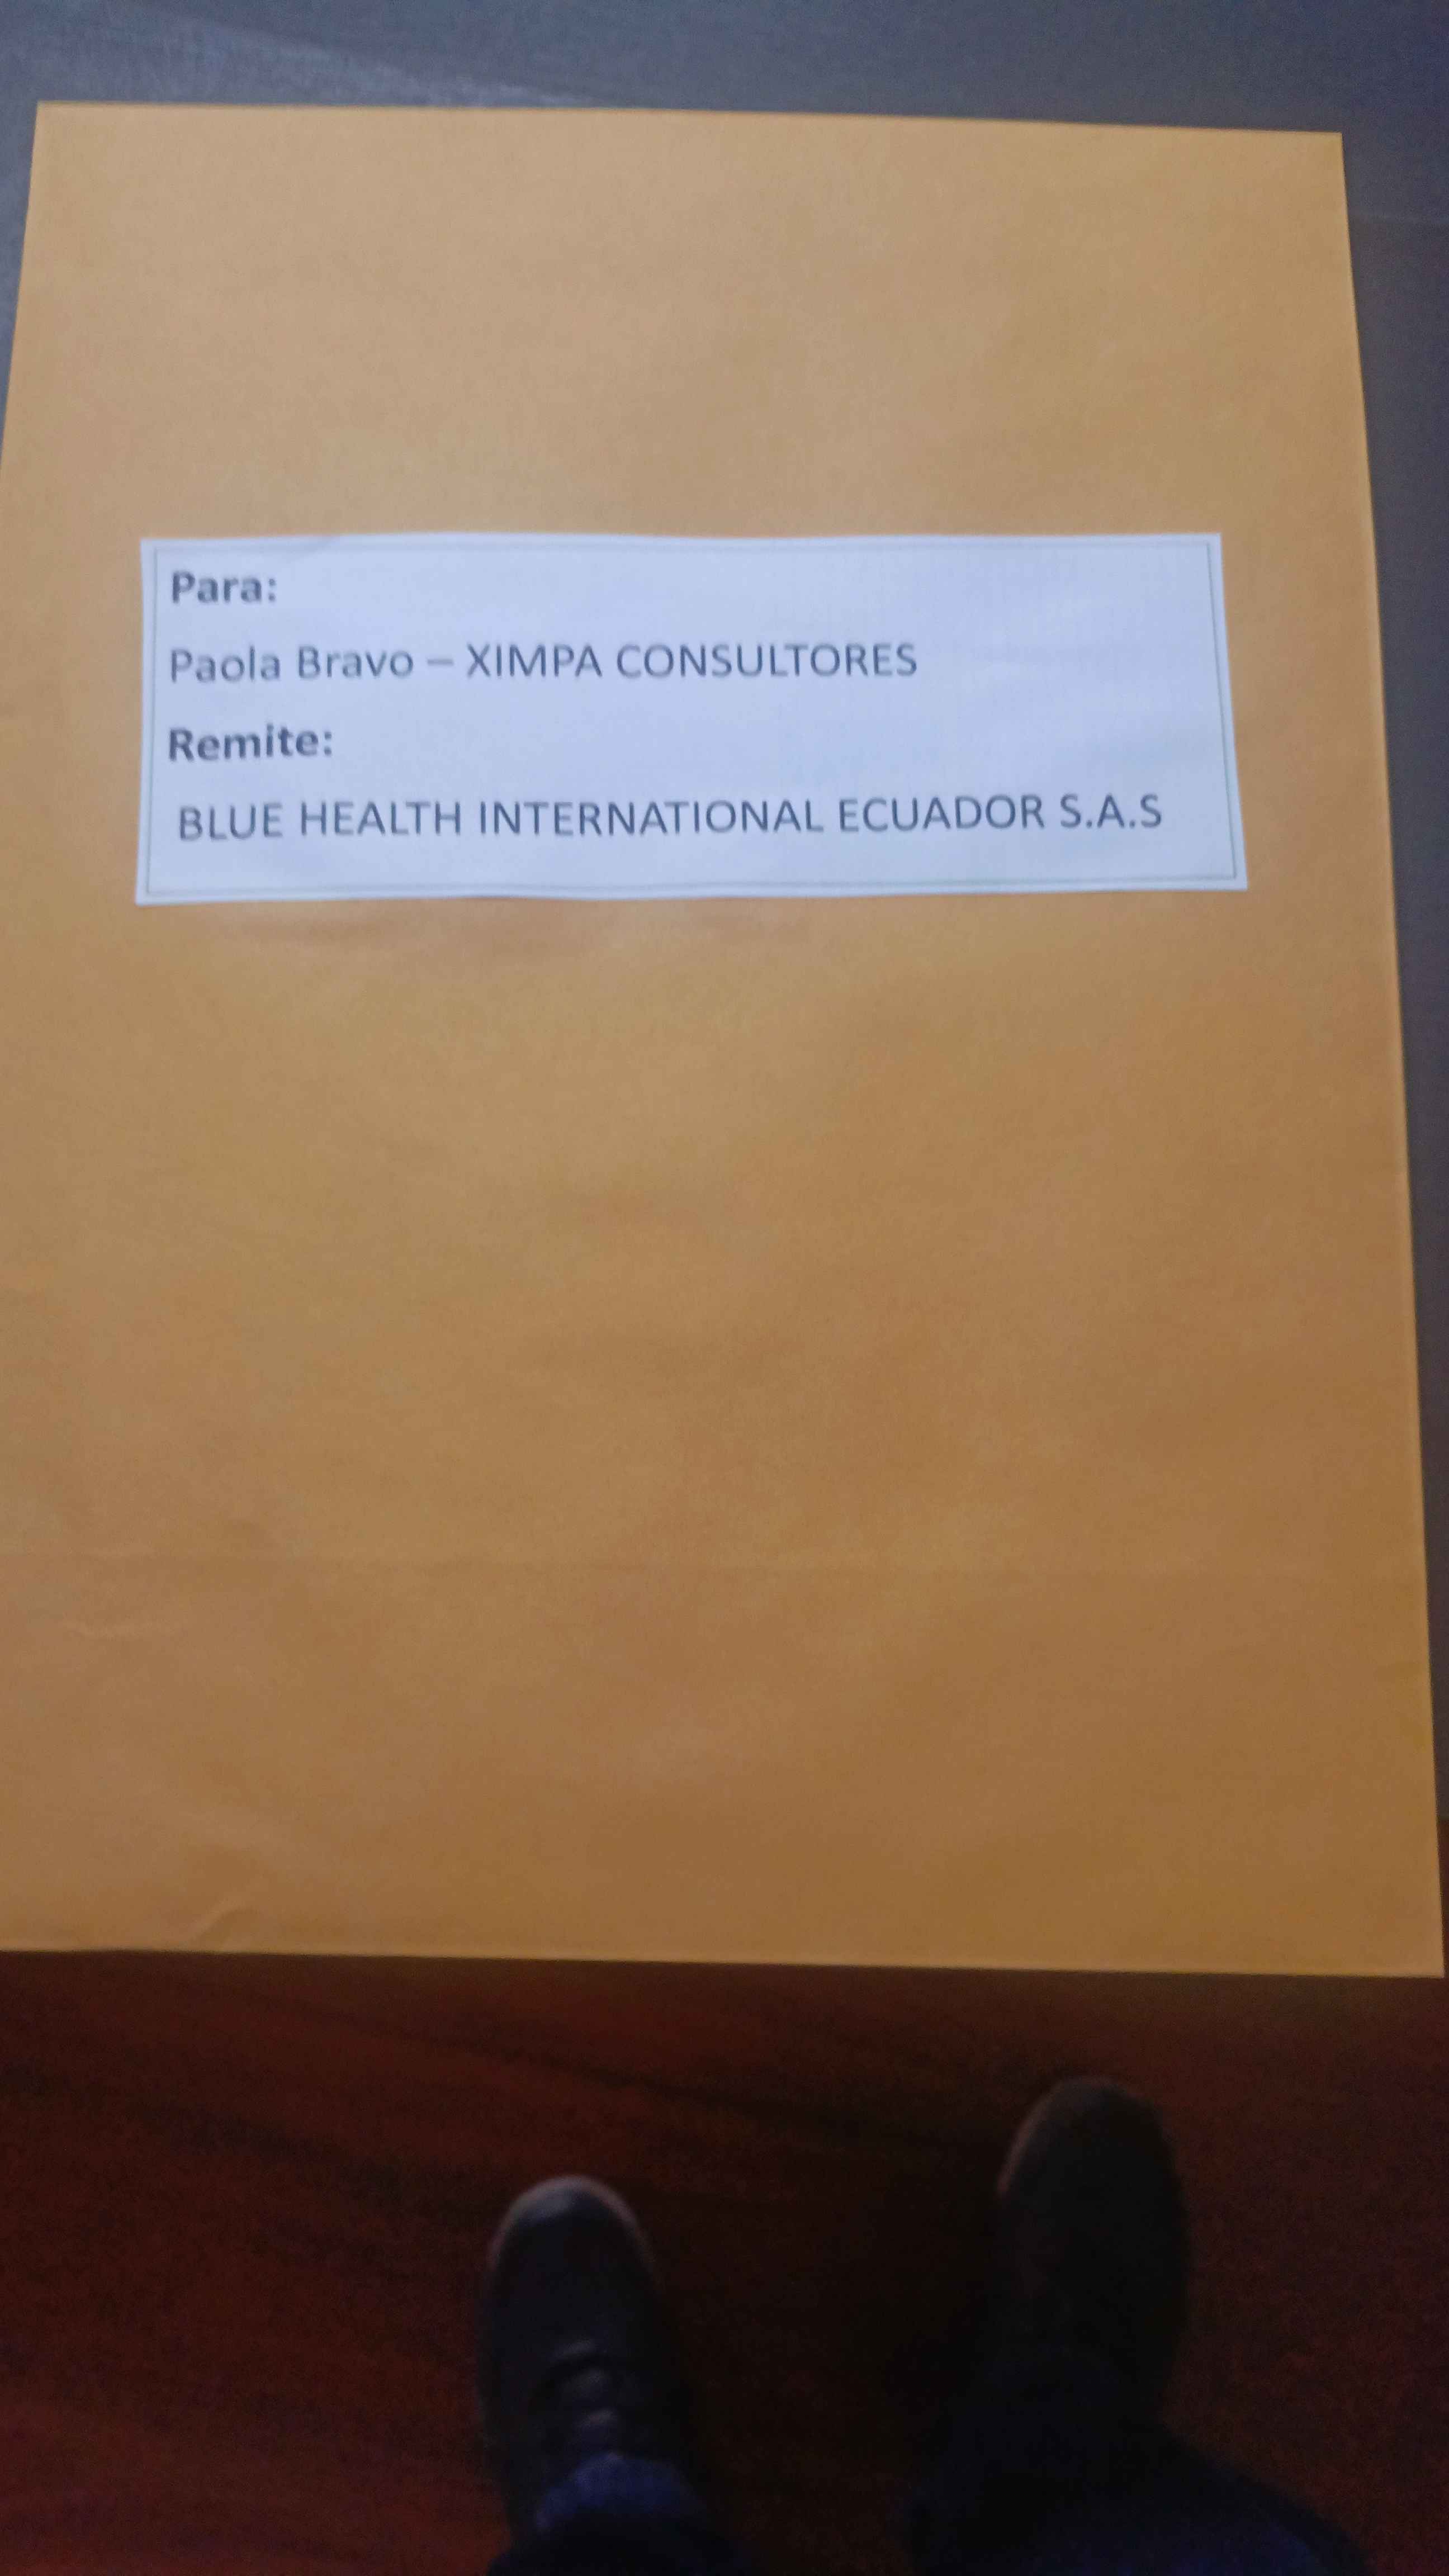 Para:
Paola Bravo – XIMPA CONSULTORES
Remite:
BLUE HEALTH INTERNATIONAL ECUADOR S.A.S